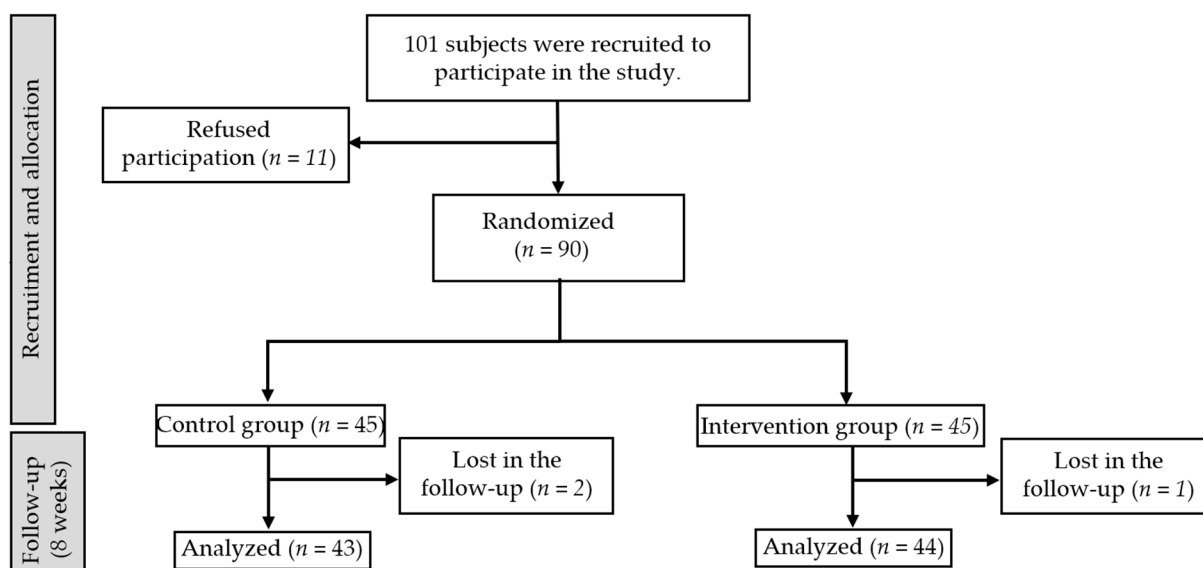 101 subjects were recruited to
participate in the study.
Refused
participation (n = 11)
Randomized
(n = 90)
Recruitment and allocation
Control group (n = 45)
Intervention group (n = 45)
Lost in the
follow-up (n = 2)
Lost in the
follow-up (n = 1)
Follow-up
(8 weeks)
Analyzed (n = 43)
Analyzed (n = 44)